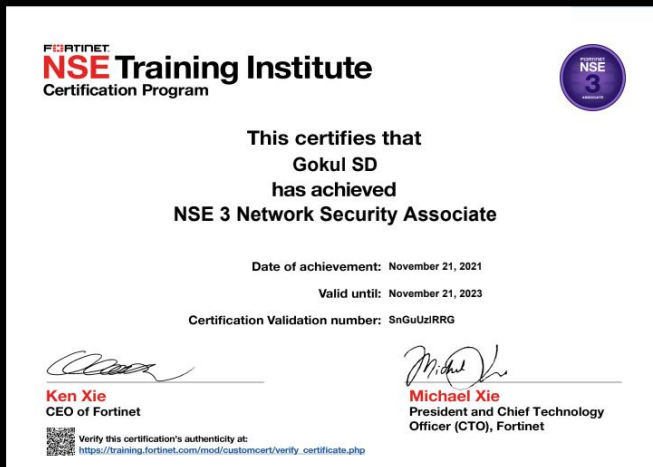 FORTINET
NSE Training Institute
Certification Program
FORTINET
NSE
3
ASSOCIATE
This certifies that
Gokul SD
has achieved
NSE 3 Network Security Associate
Date of achievement: November 21, 2021
Valid until: November 21, 2023
Certification Validation number: SnGuUzIRRG
Ken Xie
CEO of Fortinet
Michael Xie
President and Chief Technology
Officer (CTO), Fortinet
Verify this certification's authenticity at:
https://training.fortinet.com/mod/customcert/verify_certificate.php